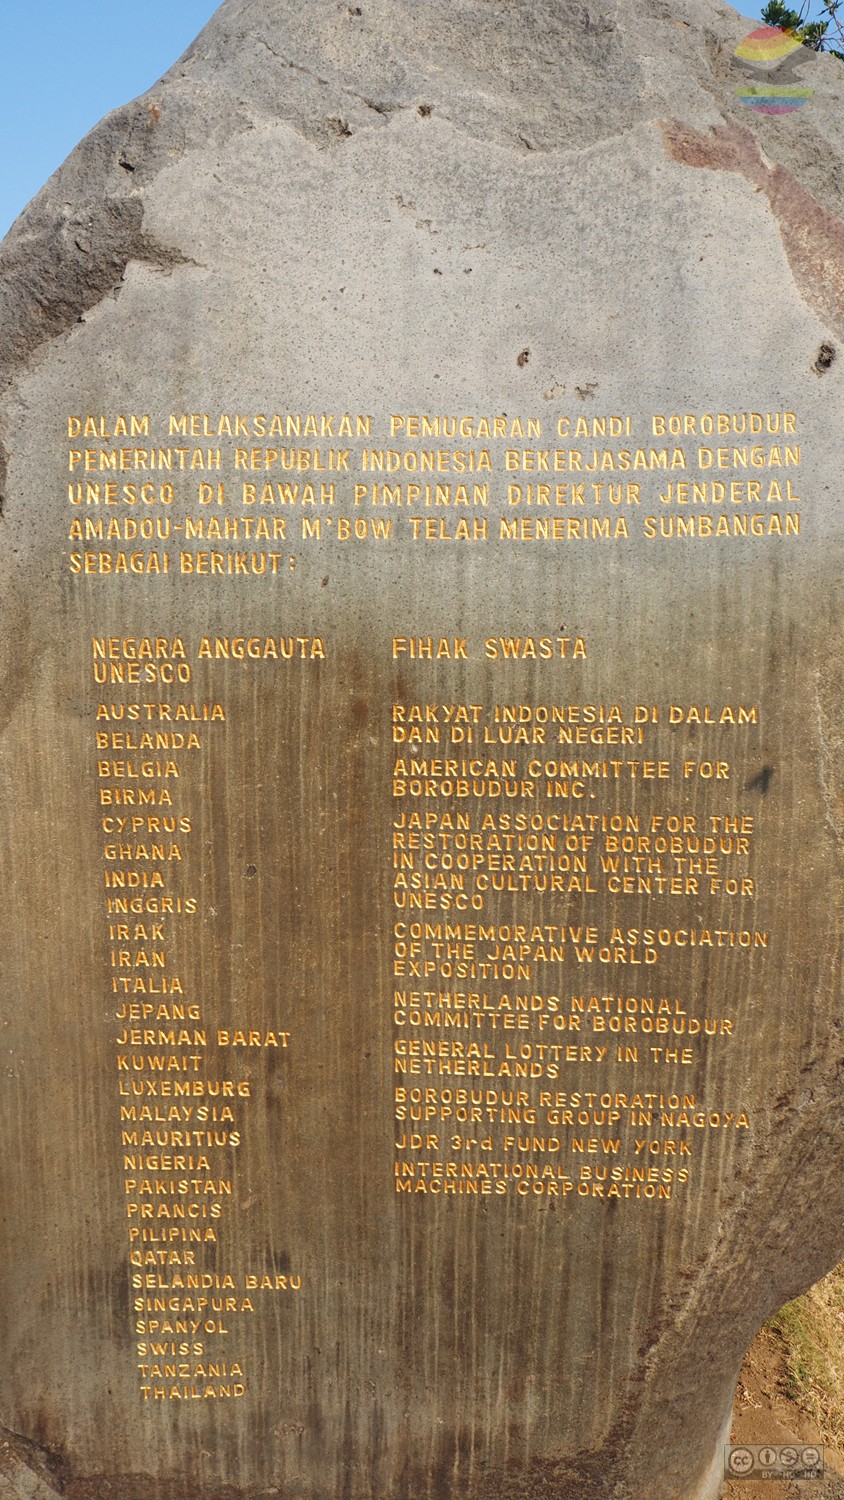 DALAM MELAKSANAKAN PEMUGARAN CANDI BOROBUDUR
PEMERINTAH REPUBLIK INDONESIA BEKERJASAMA DENGAN
UNESCO DI BAWAH PIMPINAN DIREKTUR JENDERAL
AMADOU-MAHTAR M'BOW TELAH MENERIMA SUMBANGAN
SEBAGAI BERIKUT :
NEGARA ANGGAUTA
UNESCO
AUSTRALIA
BELANDA
BELGIA
BIRMA
CYPRUS
GHANA
INDIA
INGGRIS
IRAK
IRAN
ITALIA
JEPANG
JERMAN BARAT
KUWAIT
LUXEMBURG
MALAYSIA
MAURITIUS
NIGERIA
PAKISTAN
PRANCIS
PILIPINA
QATAR
SELANDIA BARU
SINGAPURA
SPANYOL
SWISS
TANZANIA
THAILAND
FIHAK SWASTA
RAKYAT INDONESIA DI DALAM
DAN DI LUAR NEGERI
AMERICAN COMMITTEE FOR
BOROBUDUR INC.
JAPAN ASSOCIATION FOR THE
RESTORATION OF BOROBUDUR
IN COOPERATION WITH THE
ASIAN CULTURAL CENTER FOR
UNESCO
COMMEMORATIVE ASSOCIATION
OF THE JAPAN WORLD
EXPOSITION
NETHERLANDS NATIONAL
COMMITTEE FOR BOROBUDUR
GENERAL LOTTERY IN THE
NETHERLANDS
BOROBUDUR RESTORATION
SUPPORTING GROUP IN NAGOYA
JDR 3rd FUND NEW YORK
INTERNATIONAL BUSINESS
MACHINES CORPORATION
cc
BY